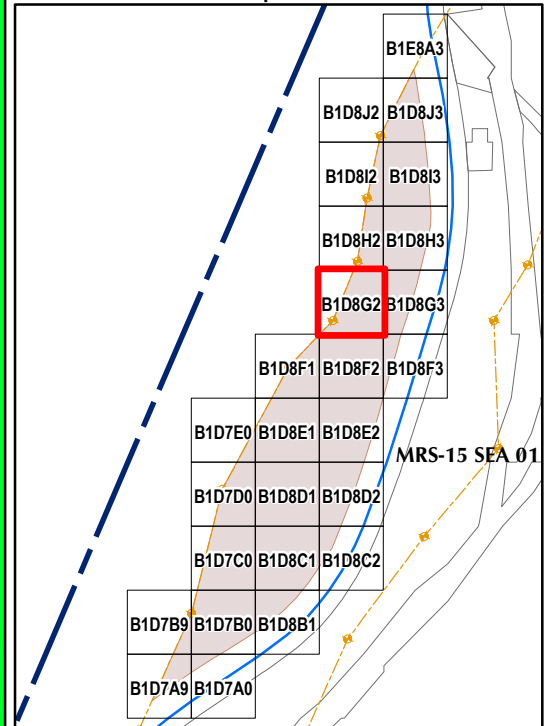 B1E8A3
B1D8J2 B1D8J3
B1D8I2 B1D8I3
B1D8H2 B1D8H3
B1D8G2 B1D8G3
B1D8F1 B1D8F2 B1D8F3
B1D7E0 B1D8E1 B1D8E2
MRS-15 SEA 01
B1D7D0 B1D8D1 B1D8D2
B1D7C0 B1D8C1 B1D8C2
B1D7B9 B1D7B0 B1D8B1
B1D7A9 B1D7A0